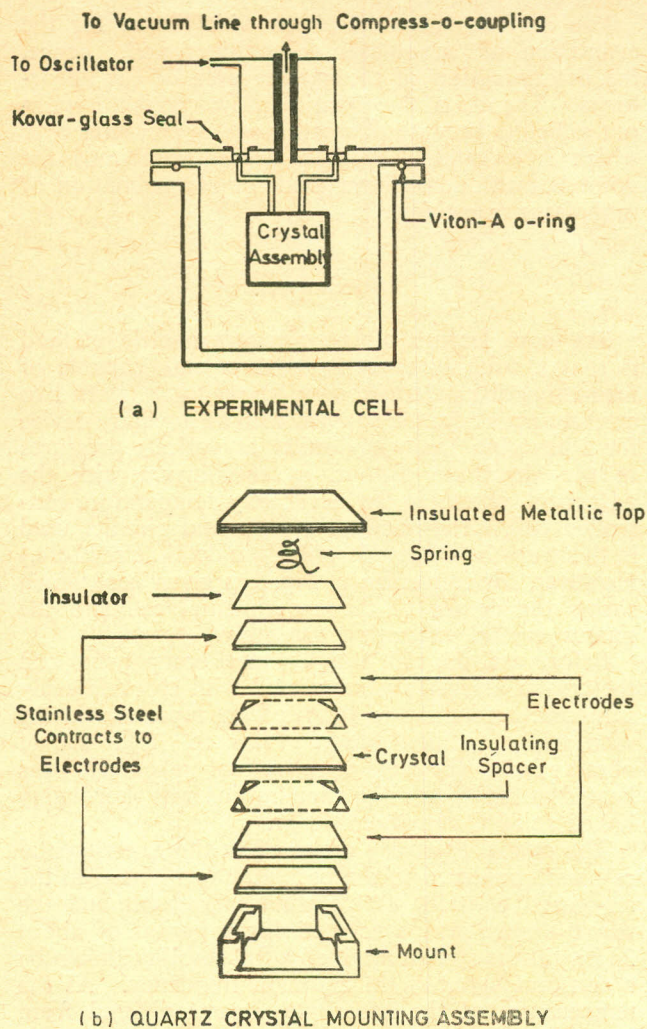 To Vacuum Line through Compress-o-coupling
To Oscillator
Kovar-glass Seal
Viton-A o-ring
Crystal
Assembly
(a) EXPERIMENTAL CELL
Insulated Metallic Top
Spring
Insulator
Electrodes
Stainless Steel
Contracts to
Electrodes
Crystal
Insulating
Spacer
Mount
(b) QUARTZ CRYSTAL MOUNTING ASSEMBLY